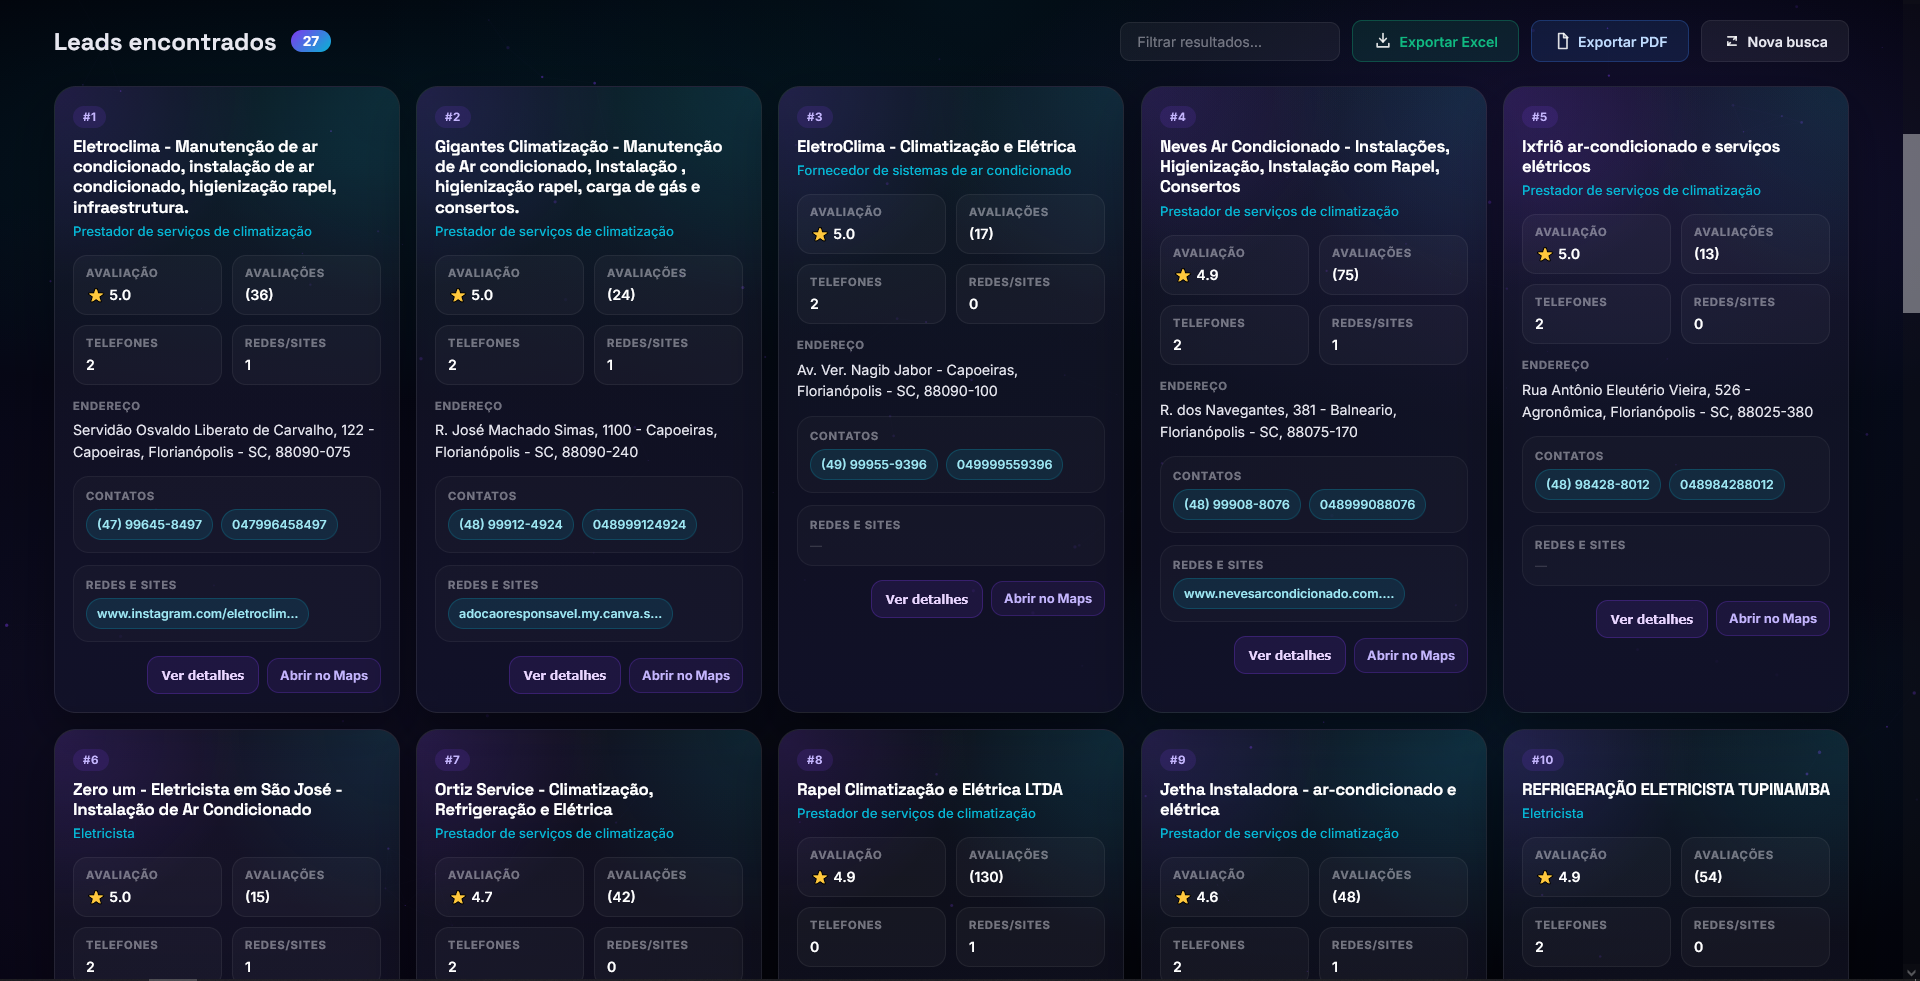 Leads encontrados 27
Filtrar resultados...
Exportar Excel
Exportar PDF
Nova busca
#1
Eletroclima - Manutenção de ar
condicionado, instalação de ar
condicionado, higienização rapel,
infraestrutura.
Prestador de serviços de climatização
AVALIAÇÃO
5.0
AVALIAÇÕES
(36)
TELEFONES
2
REDES/SITES
1
ENDEREÇO
Servidão Osvaldo Liberato de Carvalho, 122 -
Capoeiras, Florianópolis - SC, 88090-075
CONTATOS
(47) 99645-8497
047996458497
REDES E SITES
www.instagram.com/eletroclim...
Ver detalhes
Abrir no Maps
#2
Gigantes Climatização - Manutenção
de Ar condicionado, Instalação ,
higienização rapel, carga de gás e
consertos.
Prestador de serviços de climatização
AVALIAÇÃO
5.0
AVALIAÇÕES
(24)
TELEFONES
2
REDES/SITES
1
ENDEREÇO
R. José Machado Simas, 1100 - Capoeiras,
Florianópolis - SC, 88090-240
CONTATOS
(48) 99912-4924
048999124924
REDES E SITES
adocaoresponsavel.my.canva.s...
Ver detalhes
Abrir no Maps
#3
EletroClima - Climatização e Elétrica
Fornecedor de sistemas de ar condicionado
AVALIAÇÃO
5.0
AVALIAÇÕES
(17)
TELEFONES
2
REDES/SITES
0
ENDEREÇO
Av. Ver. Nagib Jabor - Capoeiras,
Florianópolis - SC, 88090-100
CONTATOS
(49) 99955-9396
049999559396
REDES E SITES
—
Ver detalhes
Abrir no Maps
#4
Neves Ar Condicionado - Instalações,
Higienização, Instalação com Rapel,
Consertos
Prestador de serviços de climatização
AVALIAÇÃO
4.9
AVALIAÇÕES
(75)
TELEFONES
2
REDES/SITES
1
ENDEREÇO
R. dos Navegantes, 381 - Balneario,
Florianópolis - SC, 88075-170
CONTATOS
(48) 99908-8076
048999088076
REDES E SITES
www.nevesarcondicionado.com....
Ver detalhes
Abrir no Maps
#5
Ixfriô ar-condicionado e serviços
elétricos
Prestador de serviços de climatização
AVALIAÇÃO
5.0
AVALIAÇÕES
(13)
TELEFONES
2
REDES/SITES
0
ENDEREÇO
Rua Antônio Eleutério Vieira, 526 -
Agronômica, Florianópolis - SC, 88025-380
CONTATOS
(48) 98428-8012
048984288012
REDES E SITES
—
Ver detalhes
Abrir no Maps
#6
Zero um - Eletricista em São José -
Instalação de Ar Condicionado
Eletricista
AVALIAÇÃO
5.0
AVALIAÇÕES
(15)
TELEFONES
2
REDES/SITES
1
#7
Ortiz Service - Climatização,
Refrigeração e Elétrica
Prestador de serviços de climatização
AVALIAÇÃO
4.7
AVALIAÇÕES
(42)
TELEFONES
2
REDES/SITES
0
#8
Rapel Climatização e Elétrica LTDA
Prestador de serviços de climatização
AVALIAÇÃO
4.9
AVALIAÇÕES
(130)
TELEFONES
0
REDES/SITES
1
#9
Jetha Instaladora - ar-condicionado e
elétrica
Prestador de serviços de climatização
AVALIAÇÃO
4.6
AVALIAÇÕES
(48)
TELEFONES
2
REDES/SITES
1
#10
REFRIGERAÇÃO ELETRICISTA TUPINAMBA
Eletricista
AVALIAÇÃO
4.9
AVALIAÇÕES
(54)
TELEFONES
2
REDES/SITES
0